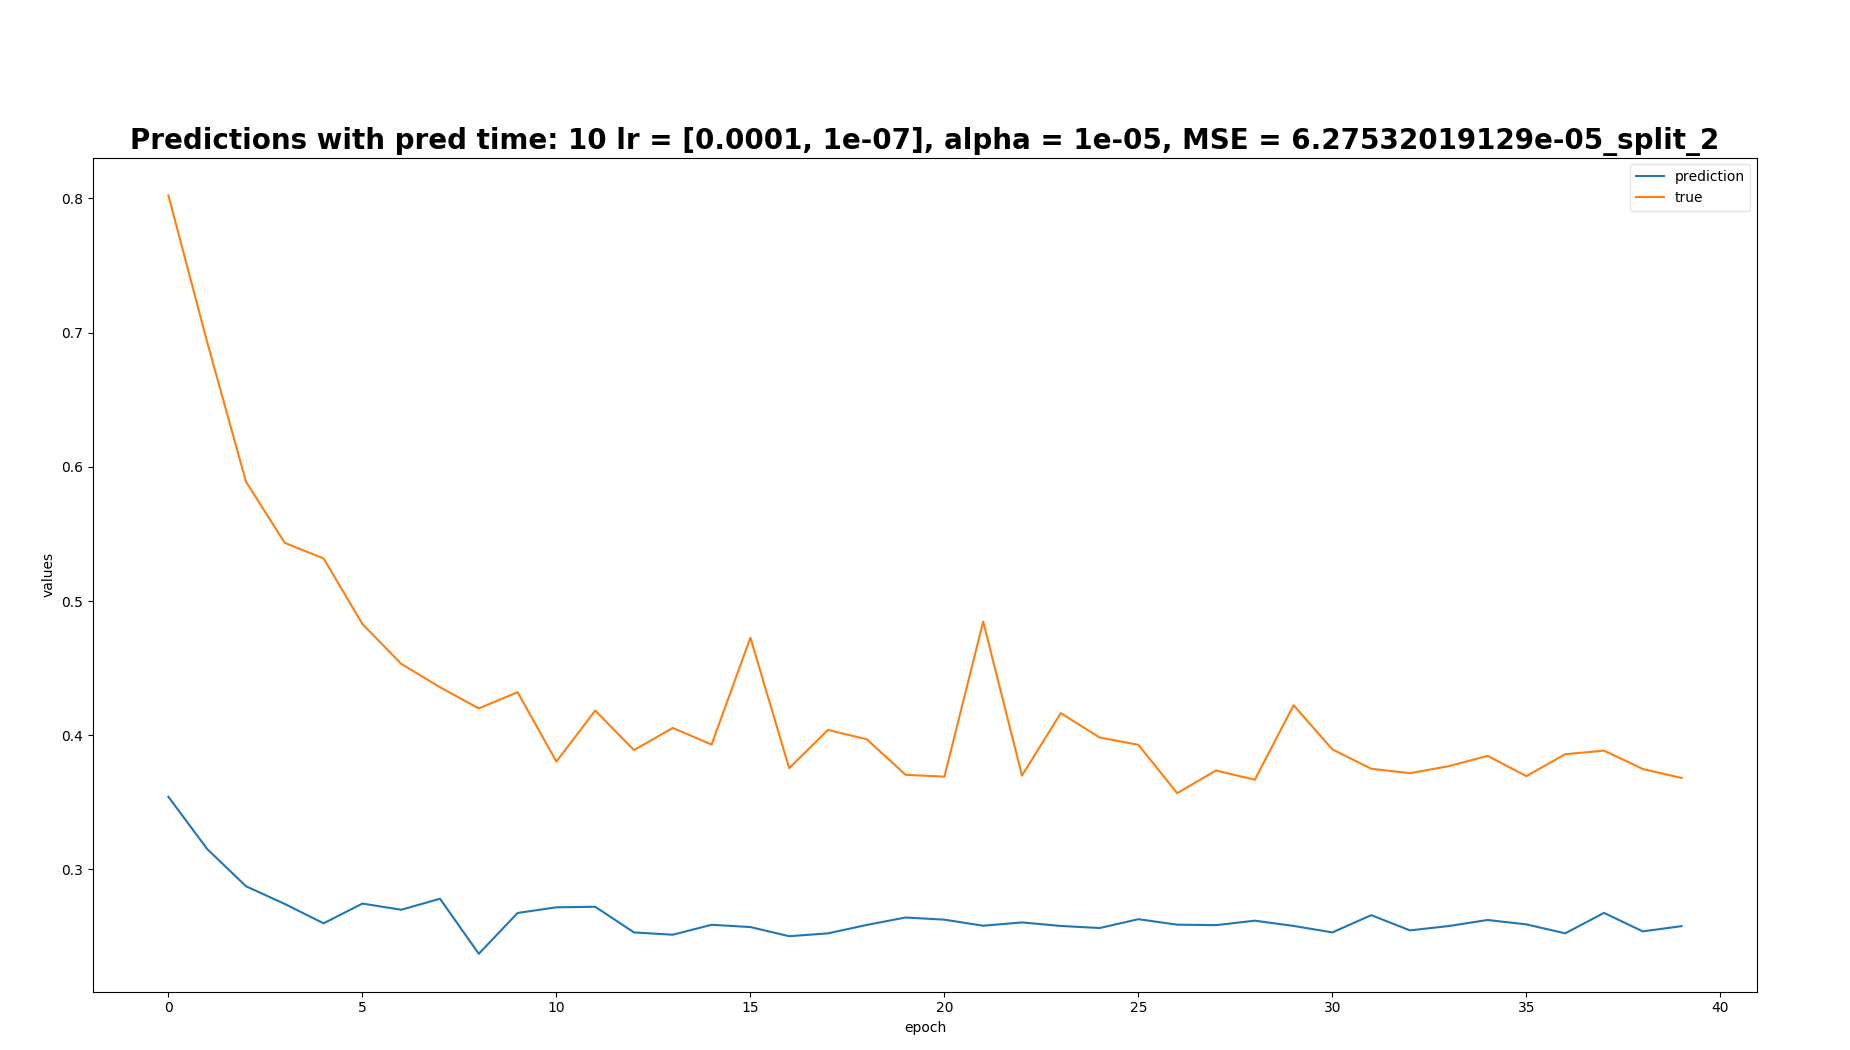 Predictions with pred time: 10 lr = [0.0001, 1e-07], alpha = 1e-05, MSE = 6.27532019129e-05_split_2
prediction
true
0.8
0.7
0.6
0.5
0.4
0.3
values
0 5 10 15 20 25 30 35 40
epoch